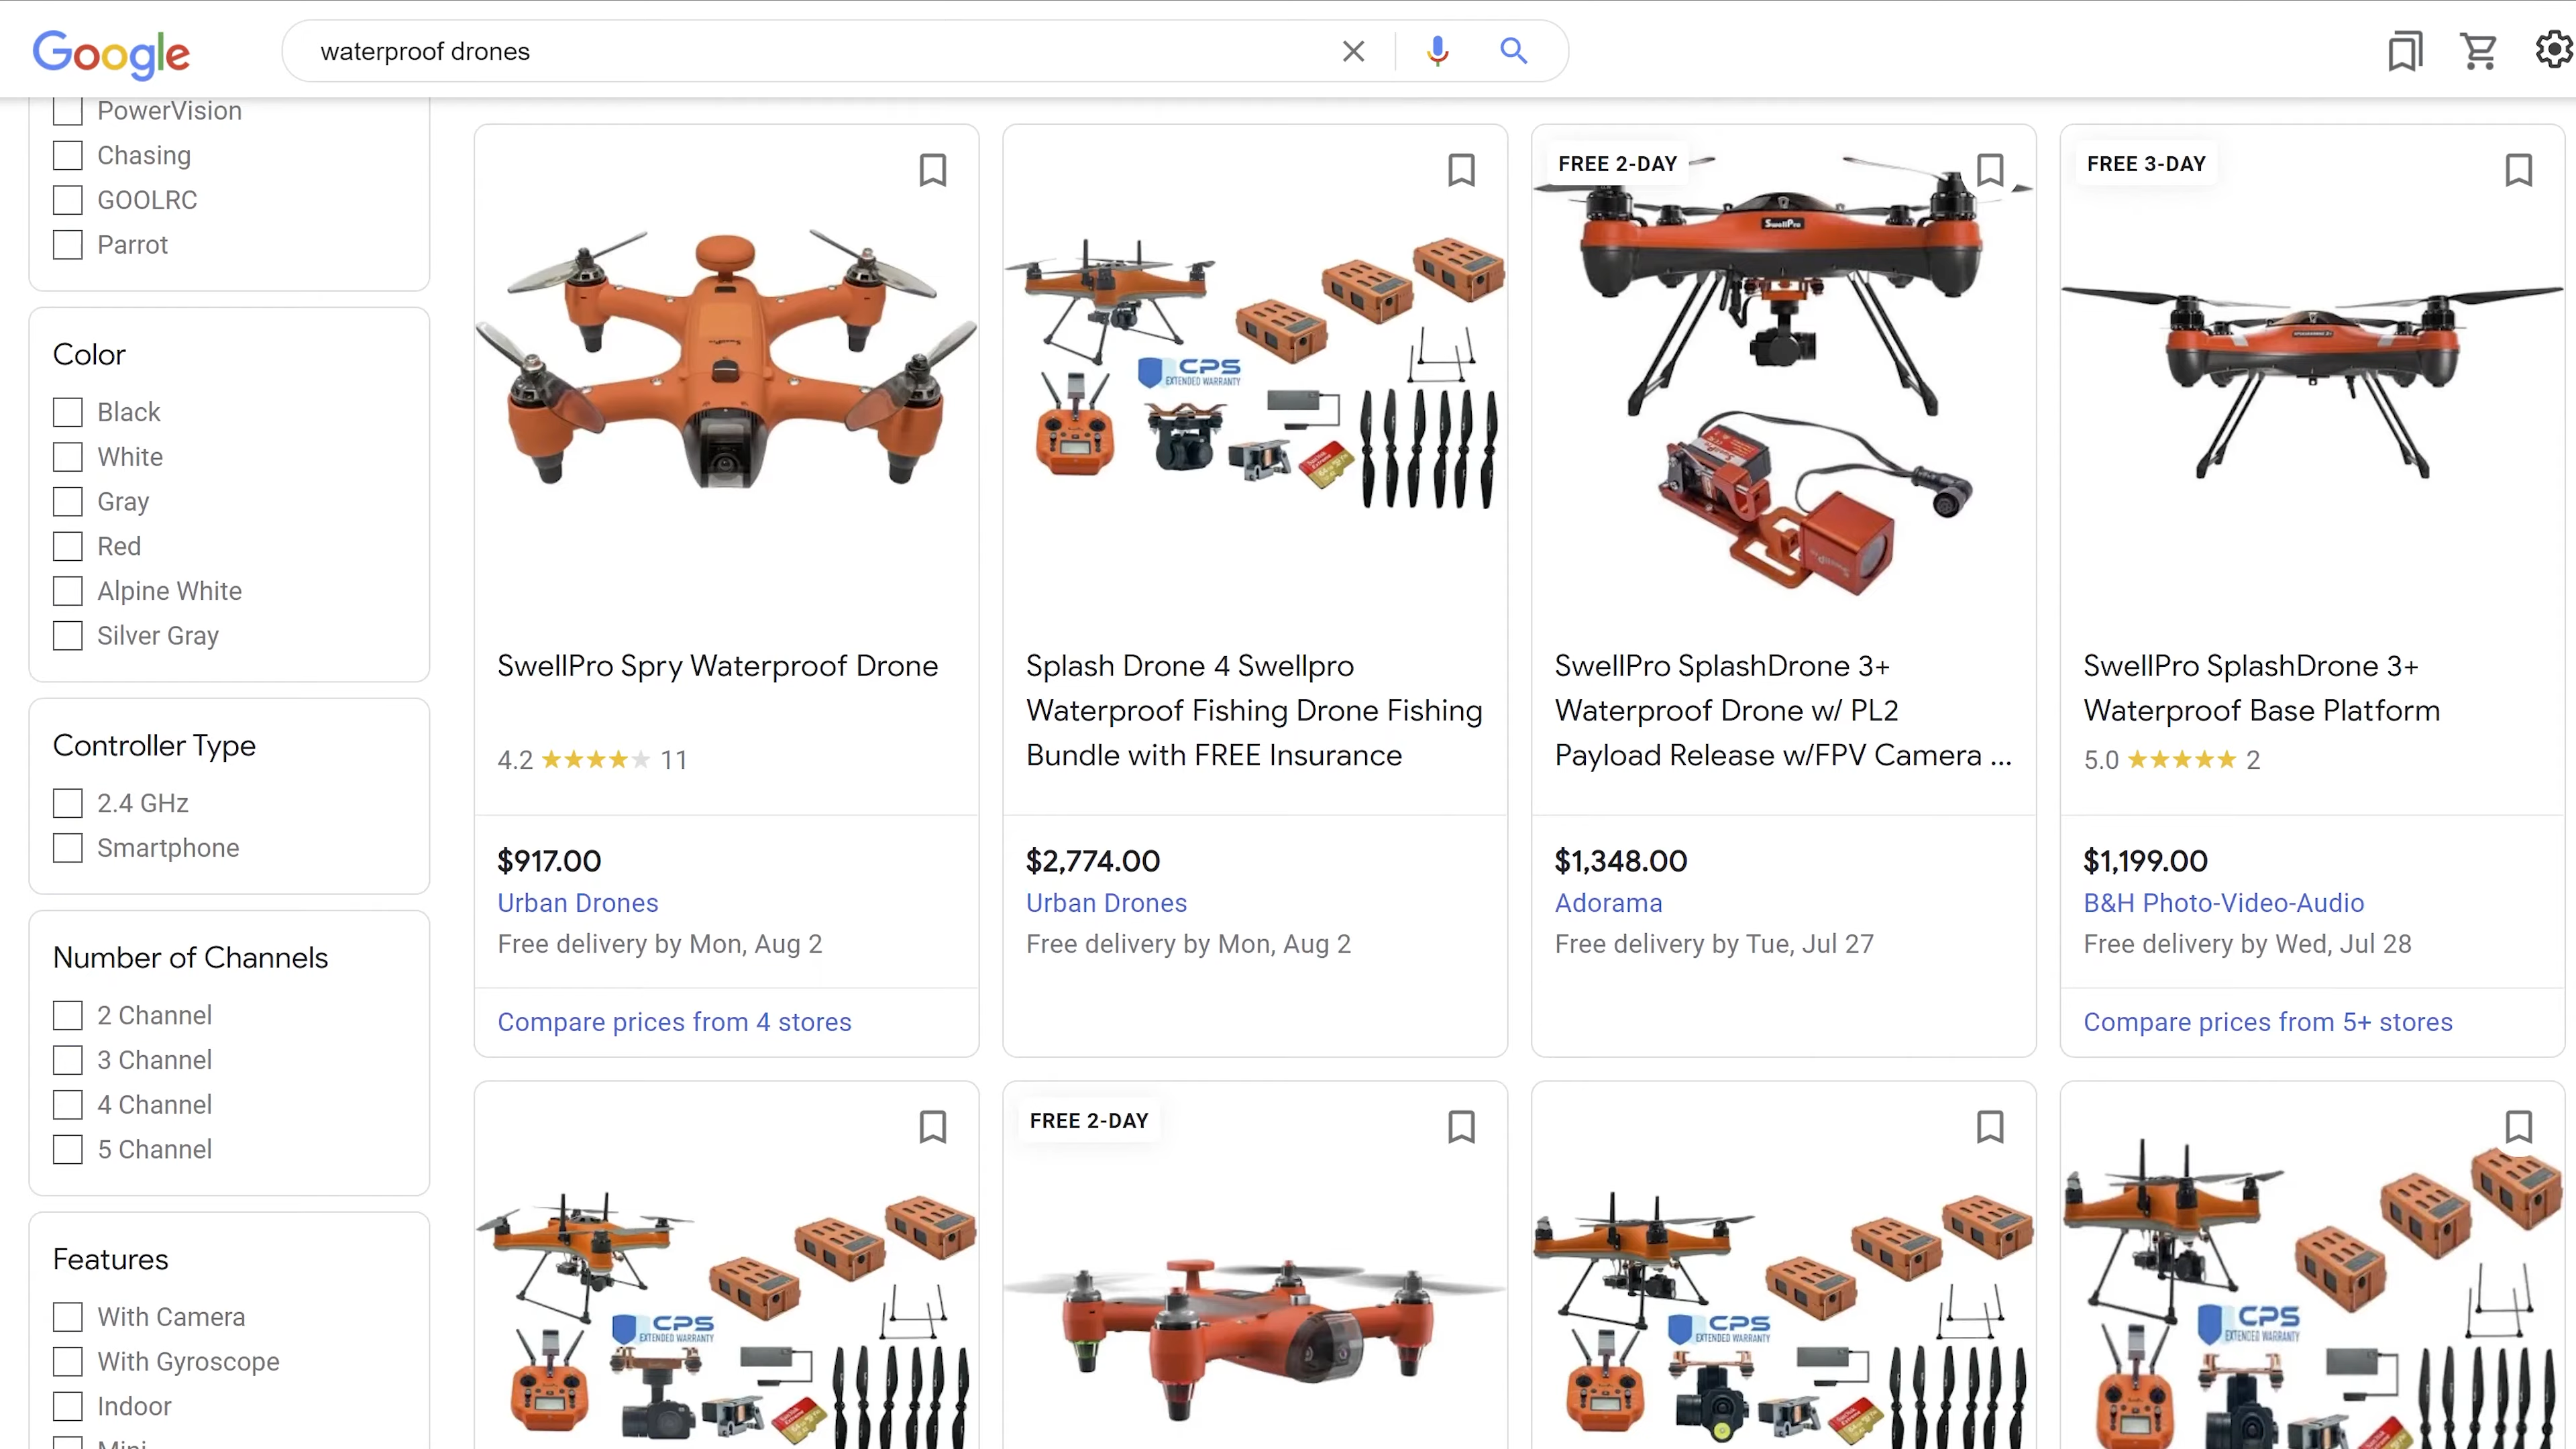 Google
waterproof drones
PowerVision
Chasing
GOOLRC
Parrot
Color
Black
White
Gray
Red
Alpine White
Silver Gray
Controller Type
2.4 GHz
Smartphone
Number of Channels
2 Channel
3 Channel
4 Channel
5 Channel
Features
With Camera
With Gyroscope
Indoor
Mini
SwellPro Spry Waterproof Drone
4.2 ★★★★★ 11
$917.00
Urban Drones
Free delivery by Mon, Aug 2
Compare prices from 4 stores
CPS
EXTENDED WARRANTY
Splash Drone 4 Swellpro
Waterproof Fishing Drone Fishing
Bundle with FREE Insurance
$2,774.00
Urban Drones
Free delivery by Mon, Aug 2
FREE 2-DAY
SwellPro
SwellPro SplashDrone 3+
Waterproof Drone w/ PL2
Payload Release w/FPV Camera ...
$1,348.00
Adorama
Free delivery by Tue, Jul 27
FREE 3-DAY
SwellPro SplashDrone 3+
Waterproof Base Platform
5.0 ★★★★★ 2
$1,199.00
B&H Photo-Video-Audio
Free delivery by Wed, Jul 28
Compare prices from 5+ stores
CPS
EXTENDED WARRANTY
FREE 2-DAY
CPS
EXTENDED WARRANTY
CPS
EXTENDED WARRANTY